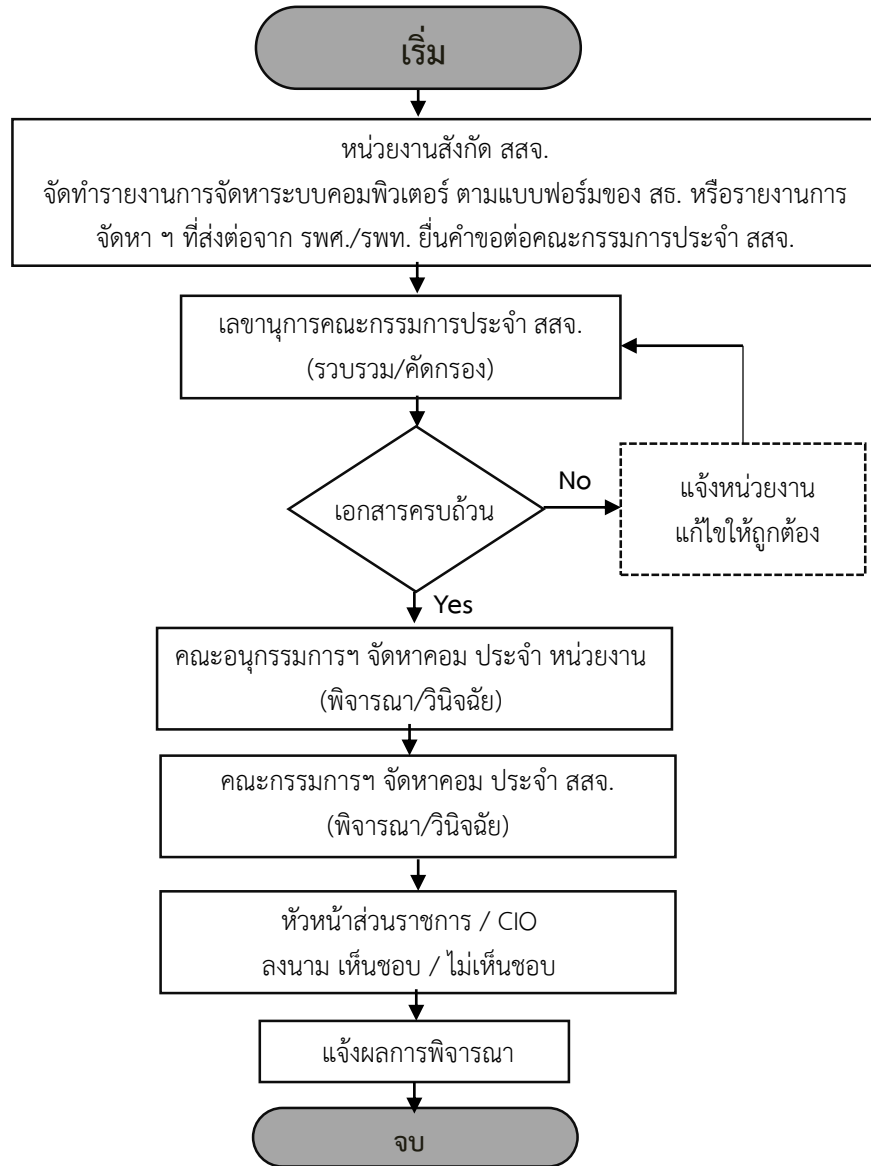 เริ่ม
หน่วยงานสังกัด สสจ.
จัดทำรายงานการจัดหาระบบคอมพิวเตอร์ ตามแบบฟอร์มของ สธ. หรือรายงานการ
จัดหา ฯ ที่ส่งต่อจาก รพศ./รพท. ยื่นคำขอต่อคณะกรรมการประจำ สสจ.
เลขานุการคณะกรรมการประจำ สสจ.
(รวบรวม/คัดกรอง)
เอกสารครบถ้วน
No
แจ้งหน่วยงาน
แก้ไขให้ถูกต้อง
Yes
คณะอนุกรรมการฯ จัดหาคอม ประจำ หน่วยงาน
(พิจารณา/วินิจฉัย)
คณะกรรมการฯ จัดหาคอม ประจำ สสจ.
(พิจารณา/วินิจฉัย)
หัวหน้าส่วนราชการ / CIO
ลงนาม เห็นชอบ / ไม่เห็นชอบ
แจ้งผลการพิจารณา
จบ